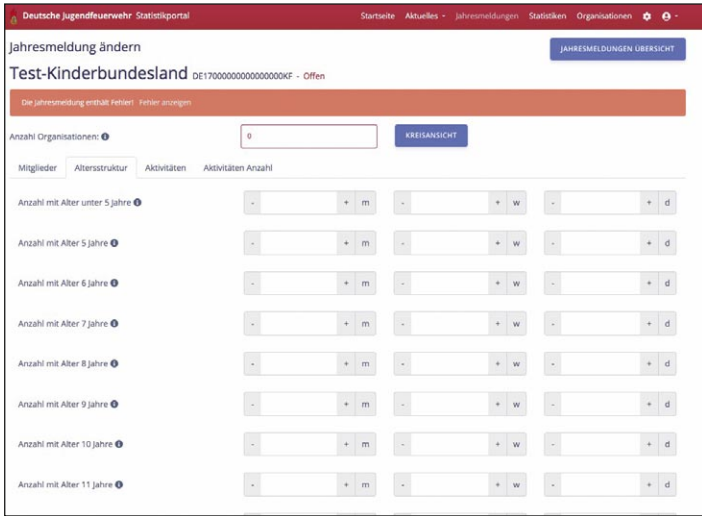 Deutsche Jugendfeuerwehr Statistikportal Startseite Aktuelles Jahresmeldungen Statistiken Organisationen
Jahresmeldung ändern JAHRESMELDUNGEN ÜBERSICHT
Test-Kinderbundesland DE17000000000000000KF - Offen
Die Jahresmeldung enthält Fehler! Fehler anzeigen
Anzahl Organisationen: 0 KREISANSICHT
Mitglieder Altersstruktur Aktivitäten Aktivitäten Anzahl
Anzahl mit Alter unter 5 Jahre - + m - + w - + d
Anzahl mit Alter 5 Jahre - + m - + w - + d
Anzahl mit Alter 6 Jahre - + m - + w - + d
Anzahl mit Alter 7 Jahre - + m - + w - + d
Anzahl mit Alter 8 Jahre - + m - + w - + d
Anzahl mit Alter 9 Jahre - + m - + w - + d
Anzahl mit Alter 10 Jahre - + m - + w - + d
Anzahl mit Alter 11 Jahre - + m - + w - + d